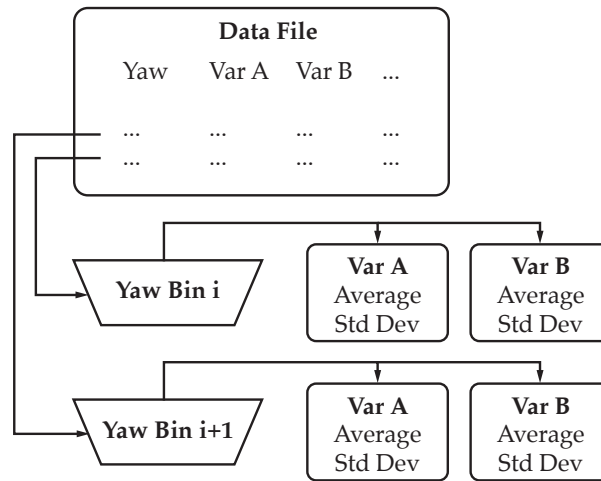 Data File
Yaw Var A Var B ...
... ... ... ...
... ... ... ...
Yaw Bin i
Var A
Average
Std Dev
Var B
Average
Std Dev
Yaw Bin i+1
Var A
Average
Std Dev
Var B
Average
Std Dev